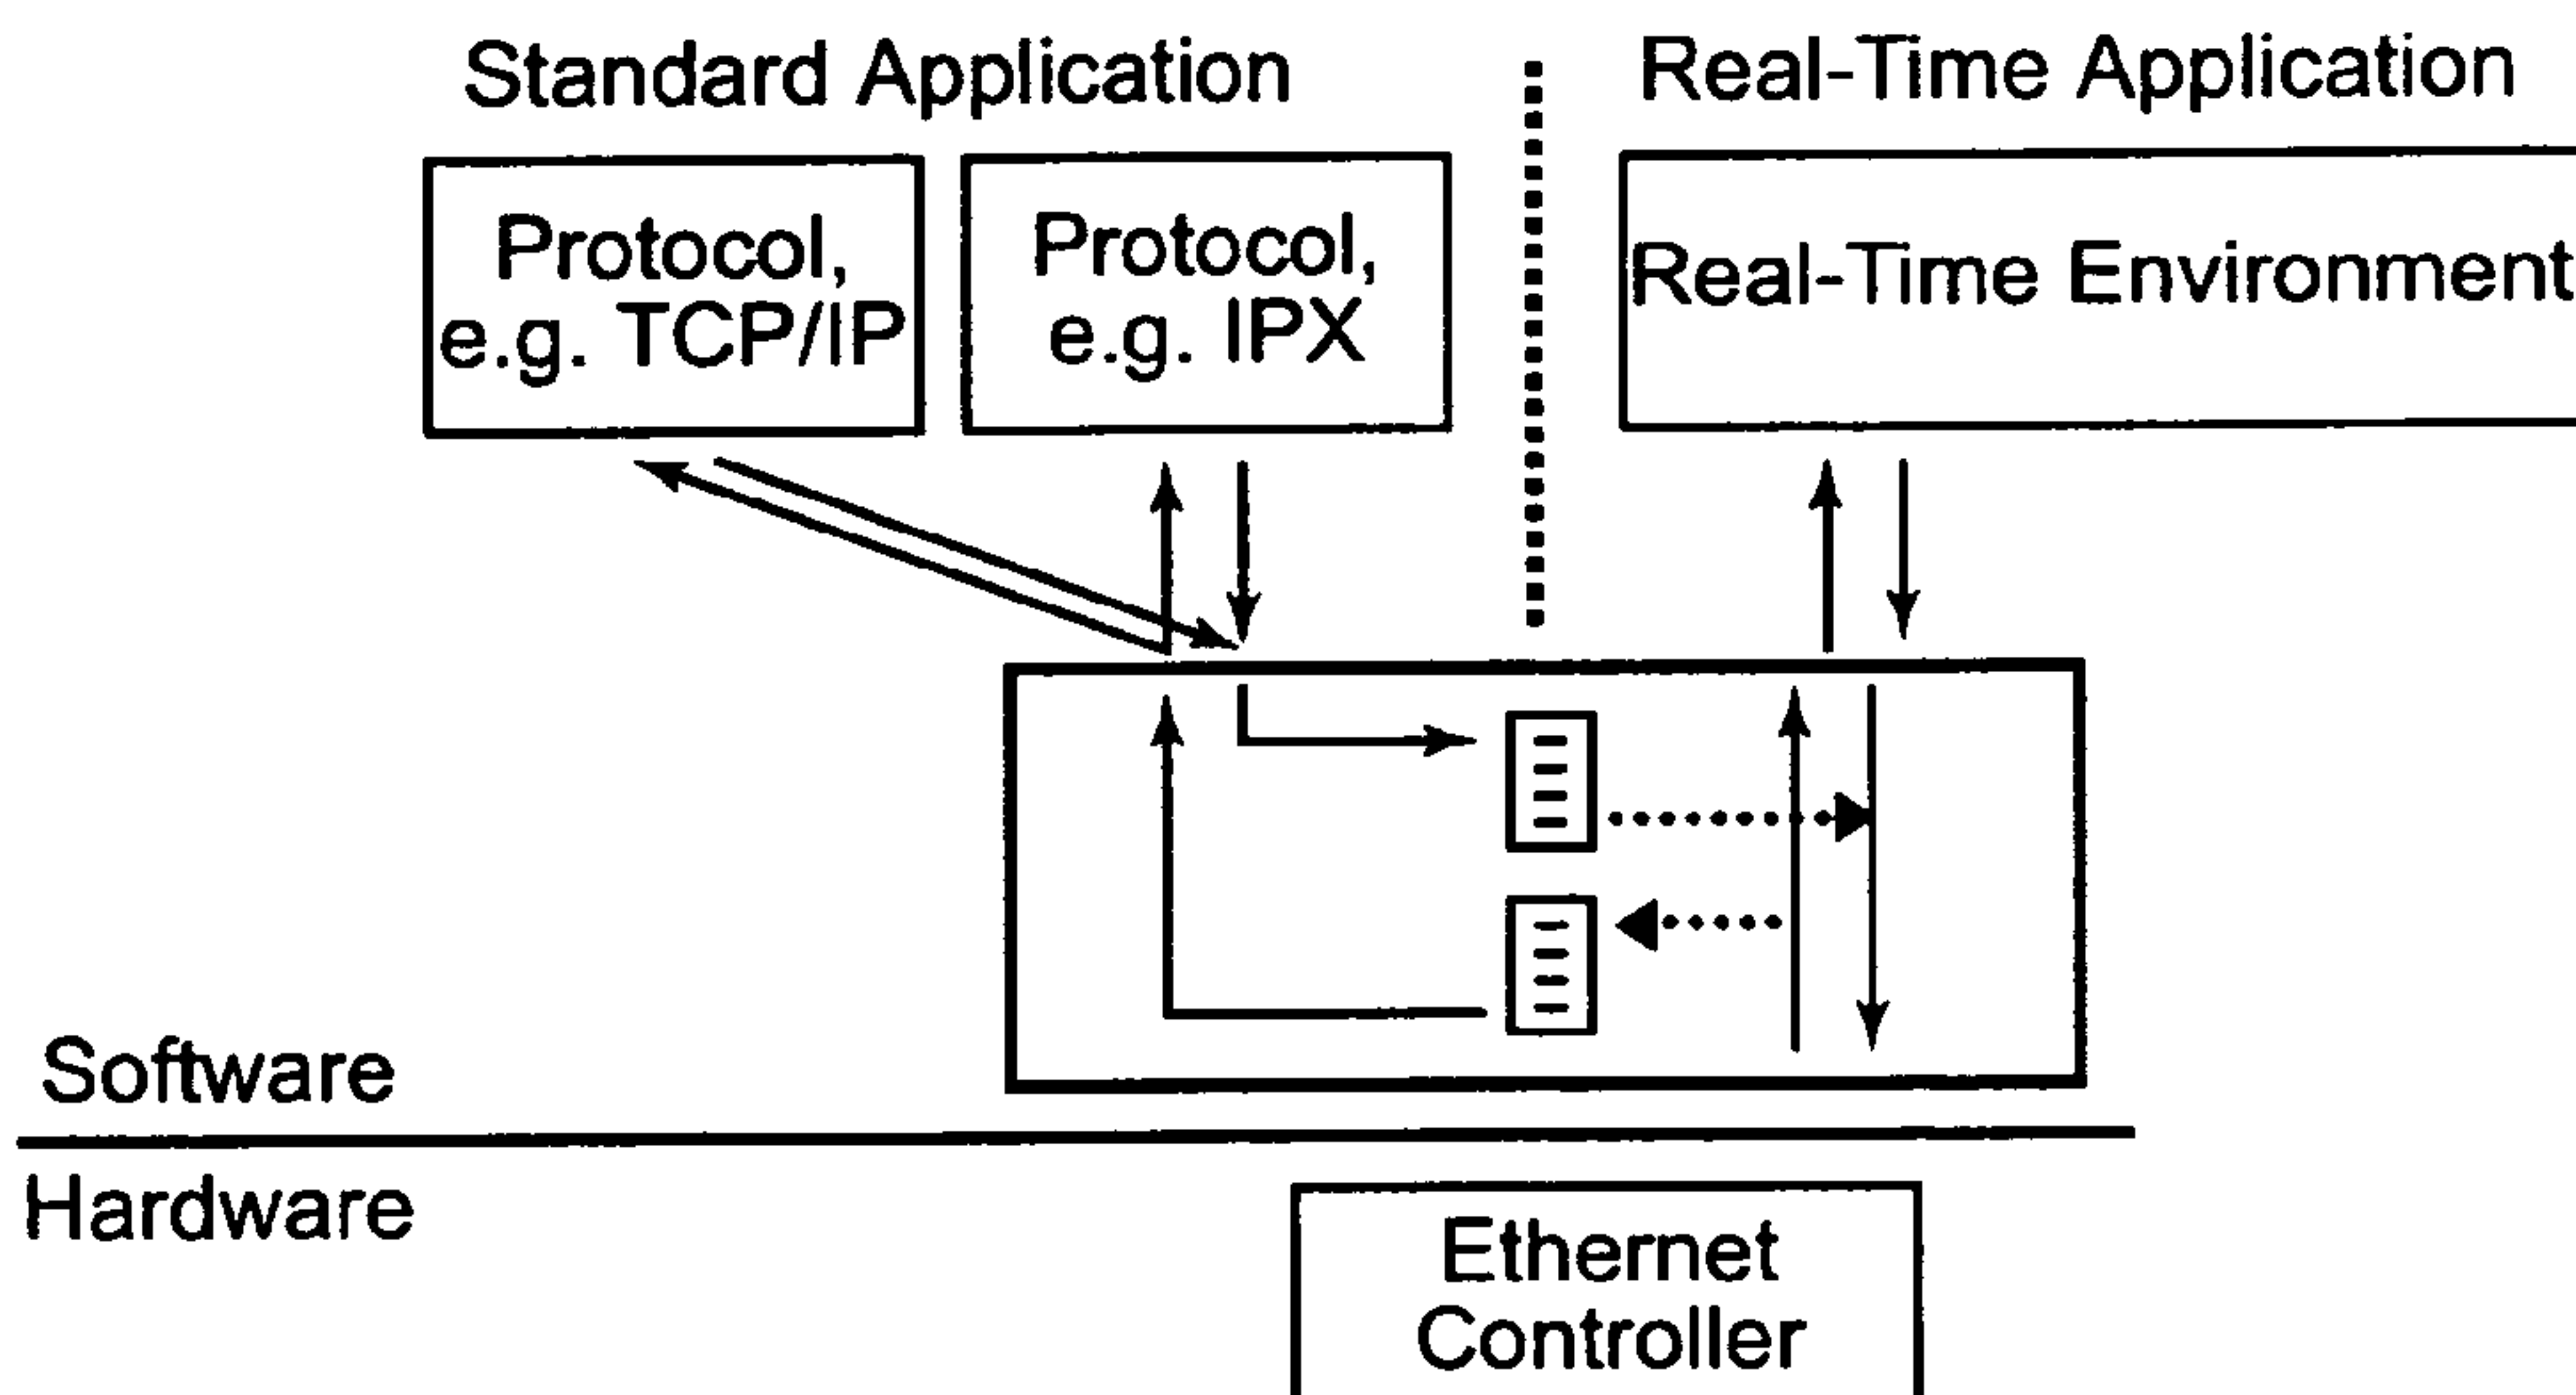 Standard Application
Real-Time Application
Protocol,
e.g. TCP/IP
Protocol,
e.g. IPX
Real-Time Environment
Software
Hardware
Ethernet
Controller